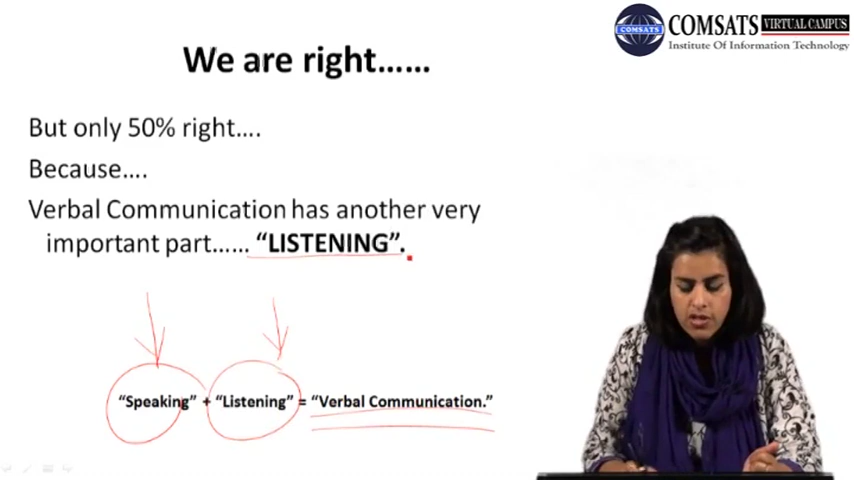 COMSATS VIRTUAL CAMPUS
COMSATS
Institute Of Information Technology
We are right......
But only 50% right....
Because....
Verbal Communication has another very
important part...... “LISTENING”.
“Speaking” + “Listening” = “Verbal Communication.”